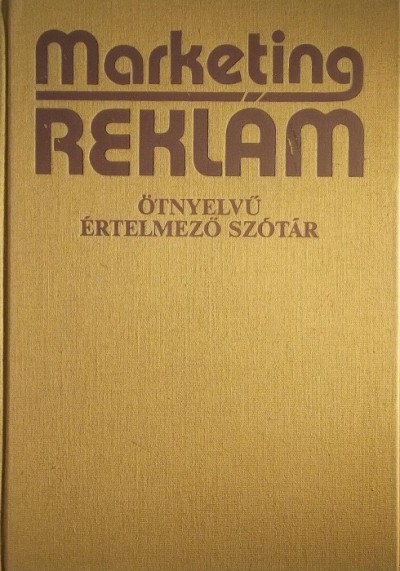 Marketing
REKLÁM
ÖTNYELVŰ
ÉRTELMEZŐ SZÓTÁR